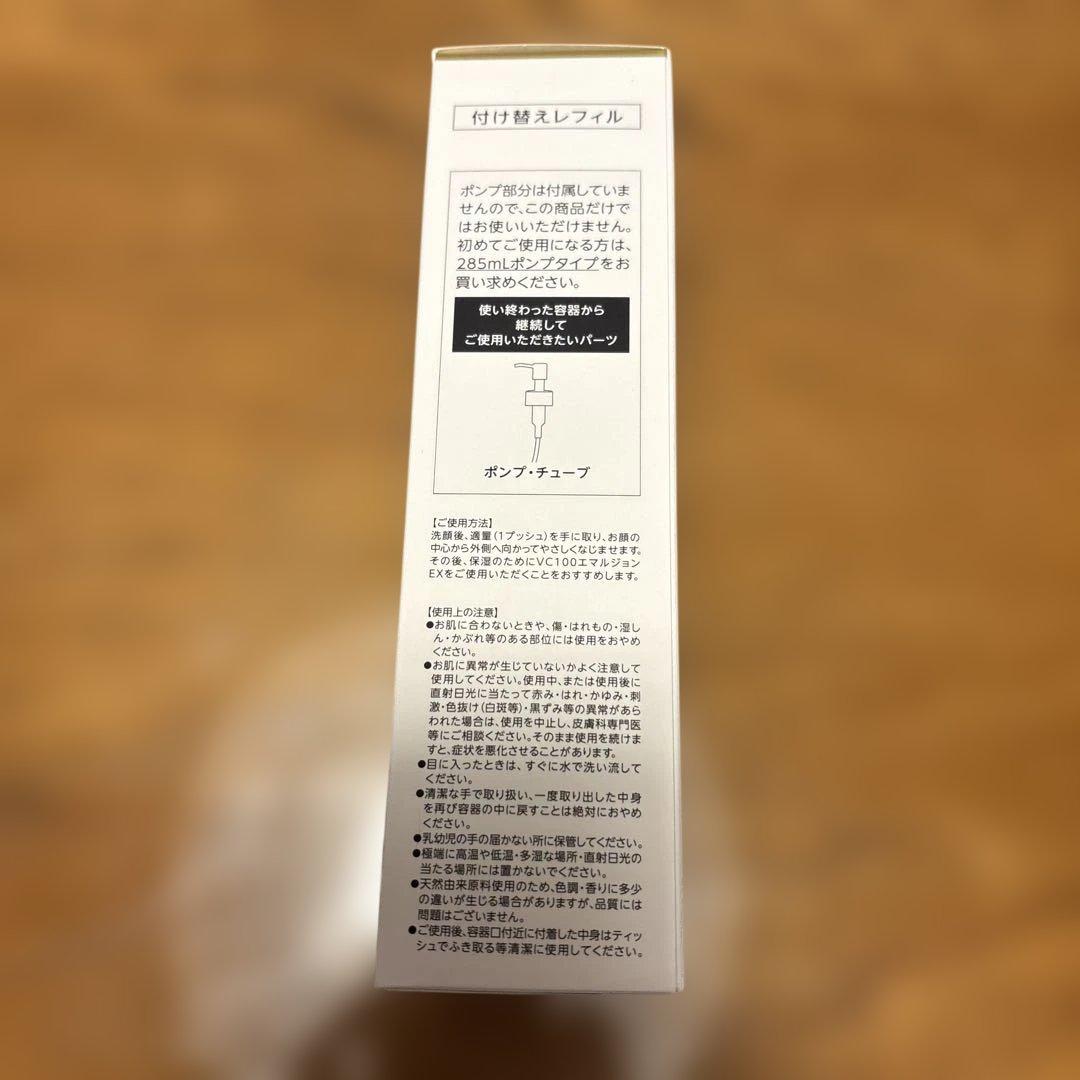 付け替えレフィル
ポンプ部分は付属していま
せんので、この商品だけで
はお使いいただけません。
初めてご使用になる方は、
285mLポンプタイプをお
買い求めください。
使い終わった容器から
継続して
ご使用いただきたいパーツ
ポンプ・チューブ
【ご使用方法】
洗顔後、適量(1プッシュ)を手に取り、お顔の
中心から外側へ向かってやさしくなじませます。
その後、保湿のためにVC100エマルジョン
EXをご使用いただくことをおすすめします。
【使用上の注意】
●お肌に合わないときや、傷・はれもの・湿し
ん・かぶれ等のある部位には使用をおやめ
ください。
●お肌に異常が生じていないかよく注意して
使用してください。使用中、または使用後に
直射日光に当たって赤み・はれ・かゆみ・刺
激・色抜け(白斑等)・黒ずみ等の異常があら
われた場合は、使用を中止し、皮膚科専門医
等にご相談ください。そのまま使用を続けま
すと、症状を悪化させることがあります。
●目に入ったときは、すぐに水で洗い流して
ください。
●清潔な手で取り扱い、一度取り出した中身
を再び容器の中に戻すことは絶対におやめ
ください。
●乳幼児の手の届かない所に保管してください。
●極端に高温や低温・多湿な場所・直射日光の
当たる場所には置かないでください。
●天然由来原料使用のため、色調・香りに多少
の違いが生じる場合がありますが、品質には
問題はございません。
●ご使用後、容器口付近に付着した中身はティッ
シュでふき取る等清潔に使用してください。